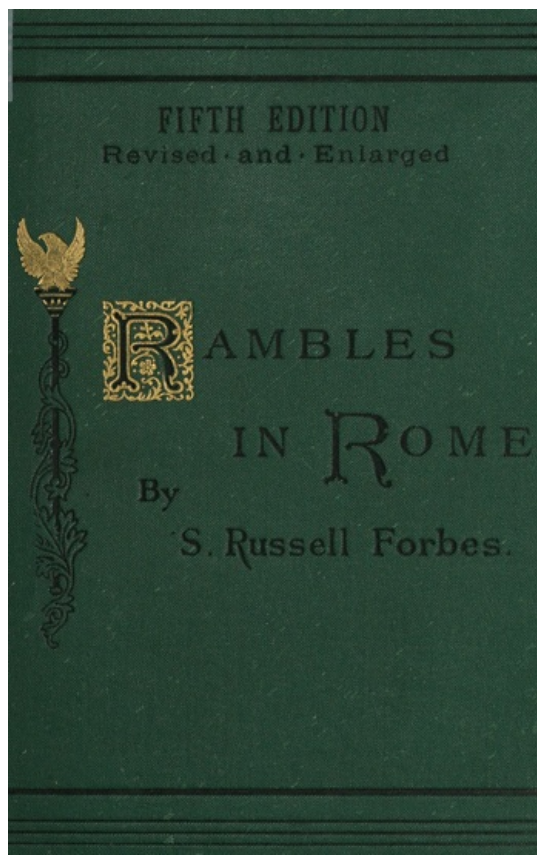 FIFTH EDITION
Revised · and · Enlarged
RAMBLES
IN ROME
By
S. Russell Forbes.